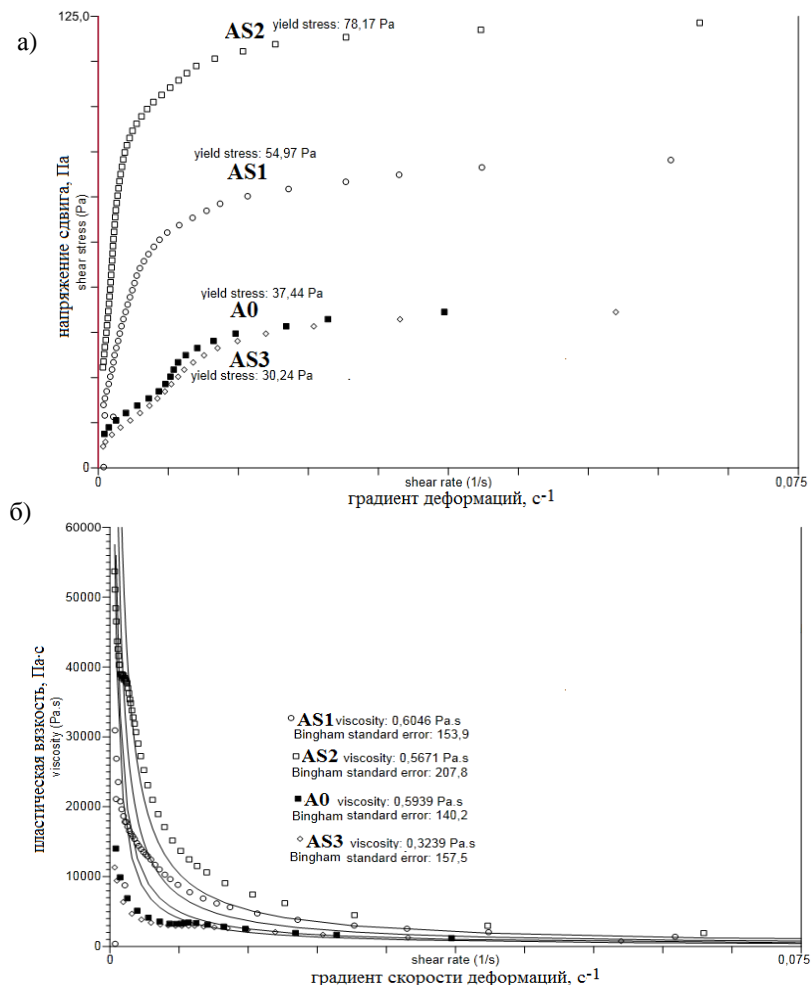 а)
125,0
AS2 yield stress: 78,17 Pa
yield stress: 54,97 Pa
AS1
yield stress: 37,44 Pa
A0
AS3
yield stress: 30,24 Pa
напряжение сдвига, Па
shear stress (Pa)
0
0
shear rate (1/s)
0,075
градиент деформаций, с-1
б)
60000
50000
40000
30000
20000
10000
0
пластическая вязкость, Па·с
viscosity (Pa.s)
AS1 viscosity: 0,6046 Pa.s
Bingham standard error: 153,9
AS2 viscosity: 0,5671 Pa.s
Bingham standard error: 207,8
A0 viscosity: 0,5939 Pa.s
Bingham standard error: 140,2
AS3 viscosity: 0,3239 Pa.s
Bingham standard error: 157,5
0
shear rate (1/s)
0,075
градиент скорости деформаций, с-1